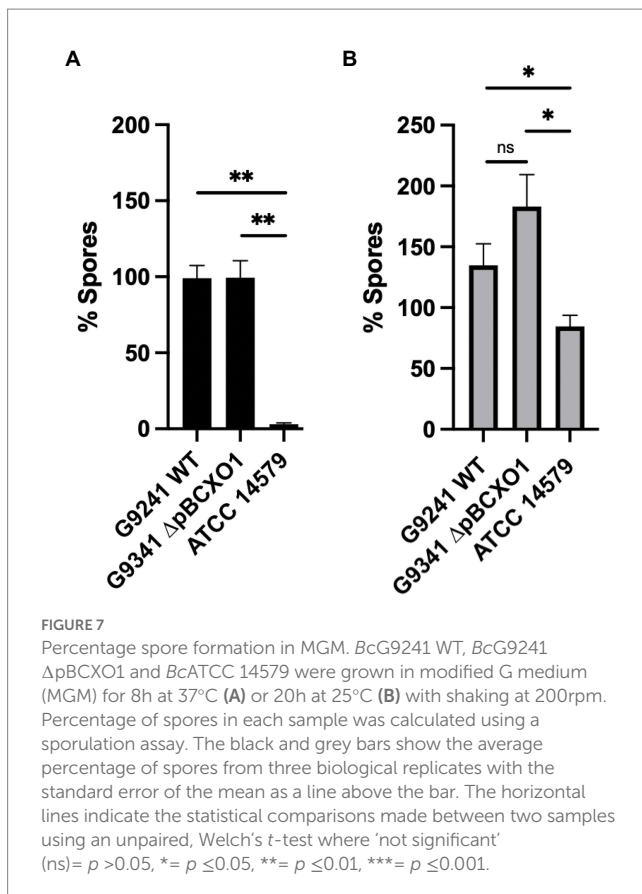 A
200
150
100
50
0
% Spores
**
**
G9241 WT
G9341 ΔpBCXO1
ATCC 14579
B
250
200
150
100
50
0
% Spores
*
*
ns
G9241 WT
G9341 ΔpBCXO1
ATCC 14579
FIGURE 7
Percentage spore formation in MGM. BcG9241 WT, BcG9241
ΔpBCXO1 and BcATCC 14579 were grown in modified G medium
(MGM) for 8h at 37°C (A) or 20h at 25°C (B) with shaking at 200rpm.
Percentage of spores in each sample was calculated using a
sporulation assay. The black and grey bars show the average
percentage of spores from three biological replicates with the
standard error of the mean as a line above the bar. The horizontal
lines indicate the statistical comparisons made between two samples
using an unpaired, Welch's t-test where 'not significant'
(ns)= p >0.05, *= p ≤0.05, **= p ≤0.01, ***= p ≤0.001.